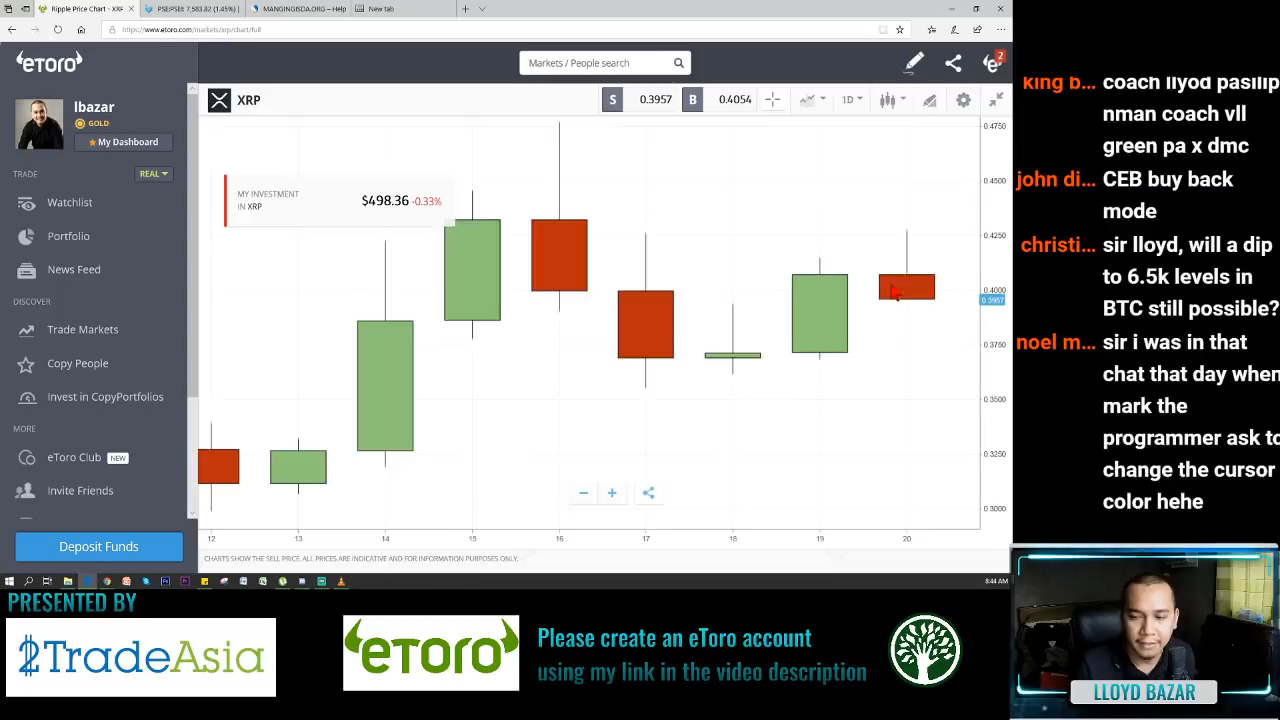 Ripple Price Chart - XRP
PSE:PSEI: 7,583.82 (1.45%)
MANGINGISDA.ORG – Help
New tab
https://www.etoro.com/markets/xrp/chart/full
eTORO
Markets / People search
2
lbazar
GOLD
My Dashboard
TRADE
REAL
Watchlist
Portfolio
News Feed
DISCOVER
Trade Markets
Copy People
Invest in CopyPortfolios
MORE
eToro Club NEW
Invite Friends
Deposit Funds
XRP
S 0.3957 B 0.4054
1D
MY INVESTMENT
IN XRP
$498.36 -0.33%
0.4750
0.4500
0.4250
0.4000
0.3957
0.3750
0.3500
0.3250
0.3000
12 13 14 15 16 17 18 19 20
CHARTS SHOW THE SELL PRICE. ALL PRICES ARE INDICATIVE AND FOR INFORMATION PURPOSES ONLY.
8:44 AM
king b... coach llyod pasilip
nman coach vll
green pa x dmc
john di... CEB buy back
mode
christi... sir lloyd, will a dip
to 6.5k levels in
BTC still possible?
noel m... sir i was in that
chat that day when
mark the
programmer ask to
change the cursor
color hehe
PRESENTED BY
2TradeAsia
eTORO
Please create an eToro account
using my link in the video description
LLOYD BAZAR